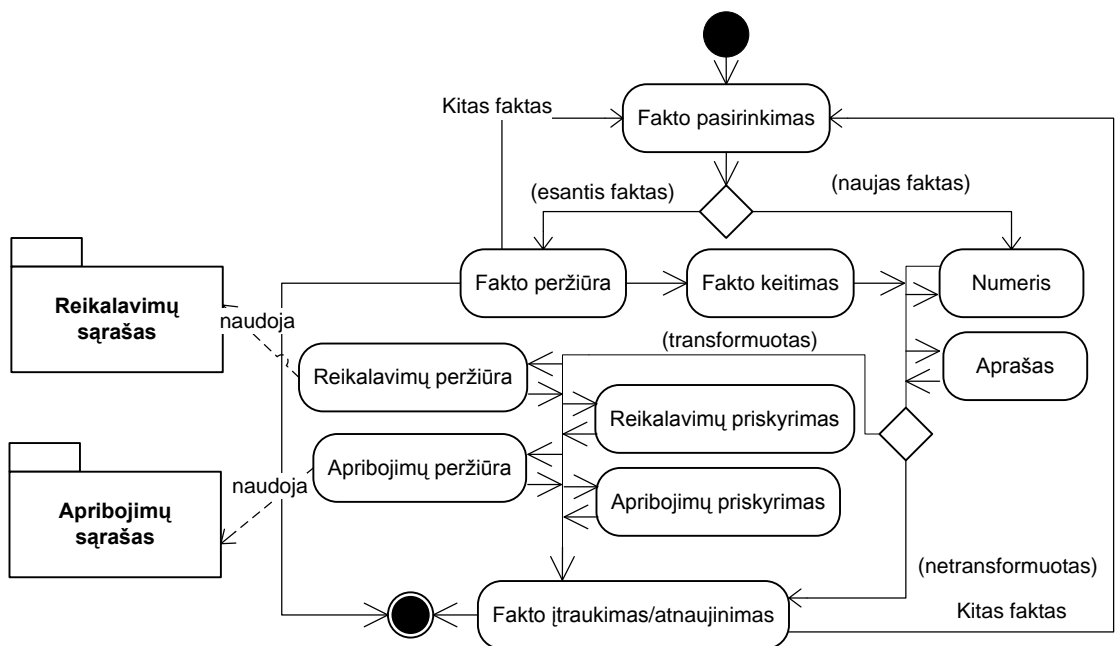 Kitas faktas
Fakto pasirinkimas
(esantis faktas)
(naujas faktas)
Fakto peržiūra
Fakto keitimas
Numeris
Reikalavimų
sąrašas
naudoja
(transformuotas)
Aprašas
Reikalavimų peržiūra
Reikalavimų priskyrimas
Apribojimų peržiūra
naudoja
Apribojimų priskyrimas
Apribojimų
sąrašas
(netransformuotas)
Fakto įtraukimas/atnaujinimas
Kitas faktas